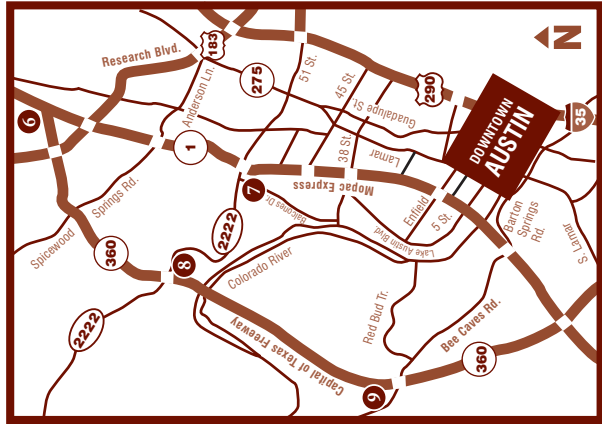 Research Blvd.
183
Anderson Ln.
275
51 St.
45 St.
Guadalupe St.
290
N
35
DOWNTOWN
AUSTIN
6
1
38 St.
Lamar
Mopac Express
7
Balcones Dr.
Enfield
5 St.
Lake Austin Blvd.
Barton
Springs
Rd.
S. Lamar
Spicewood
Springs Rd.
360
2222
8
2222
Colorado River
Capital of Texas Freeway
Red Bud Tr.
Bee Caves Rd.
360
9